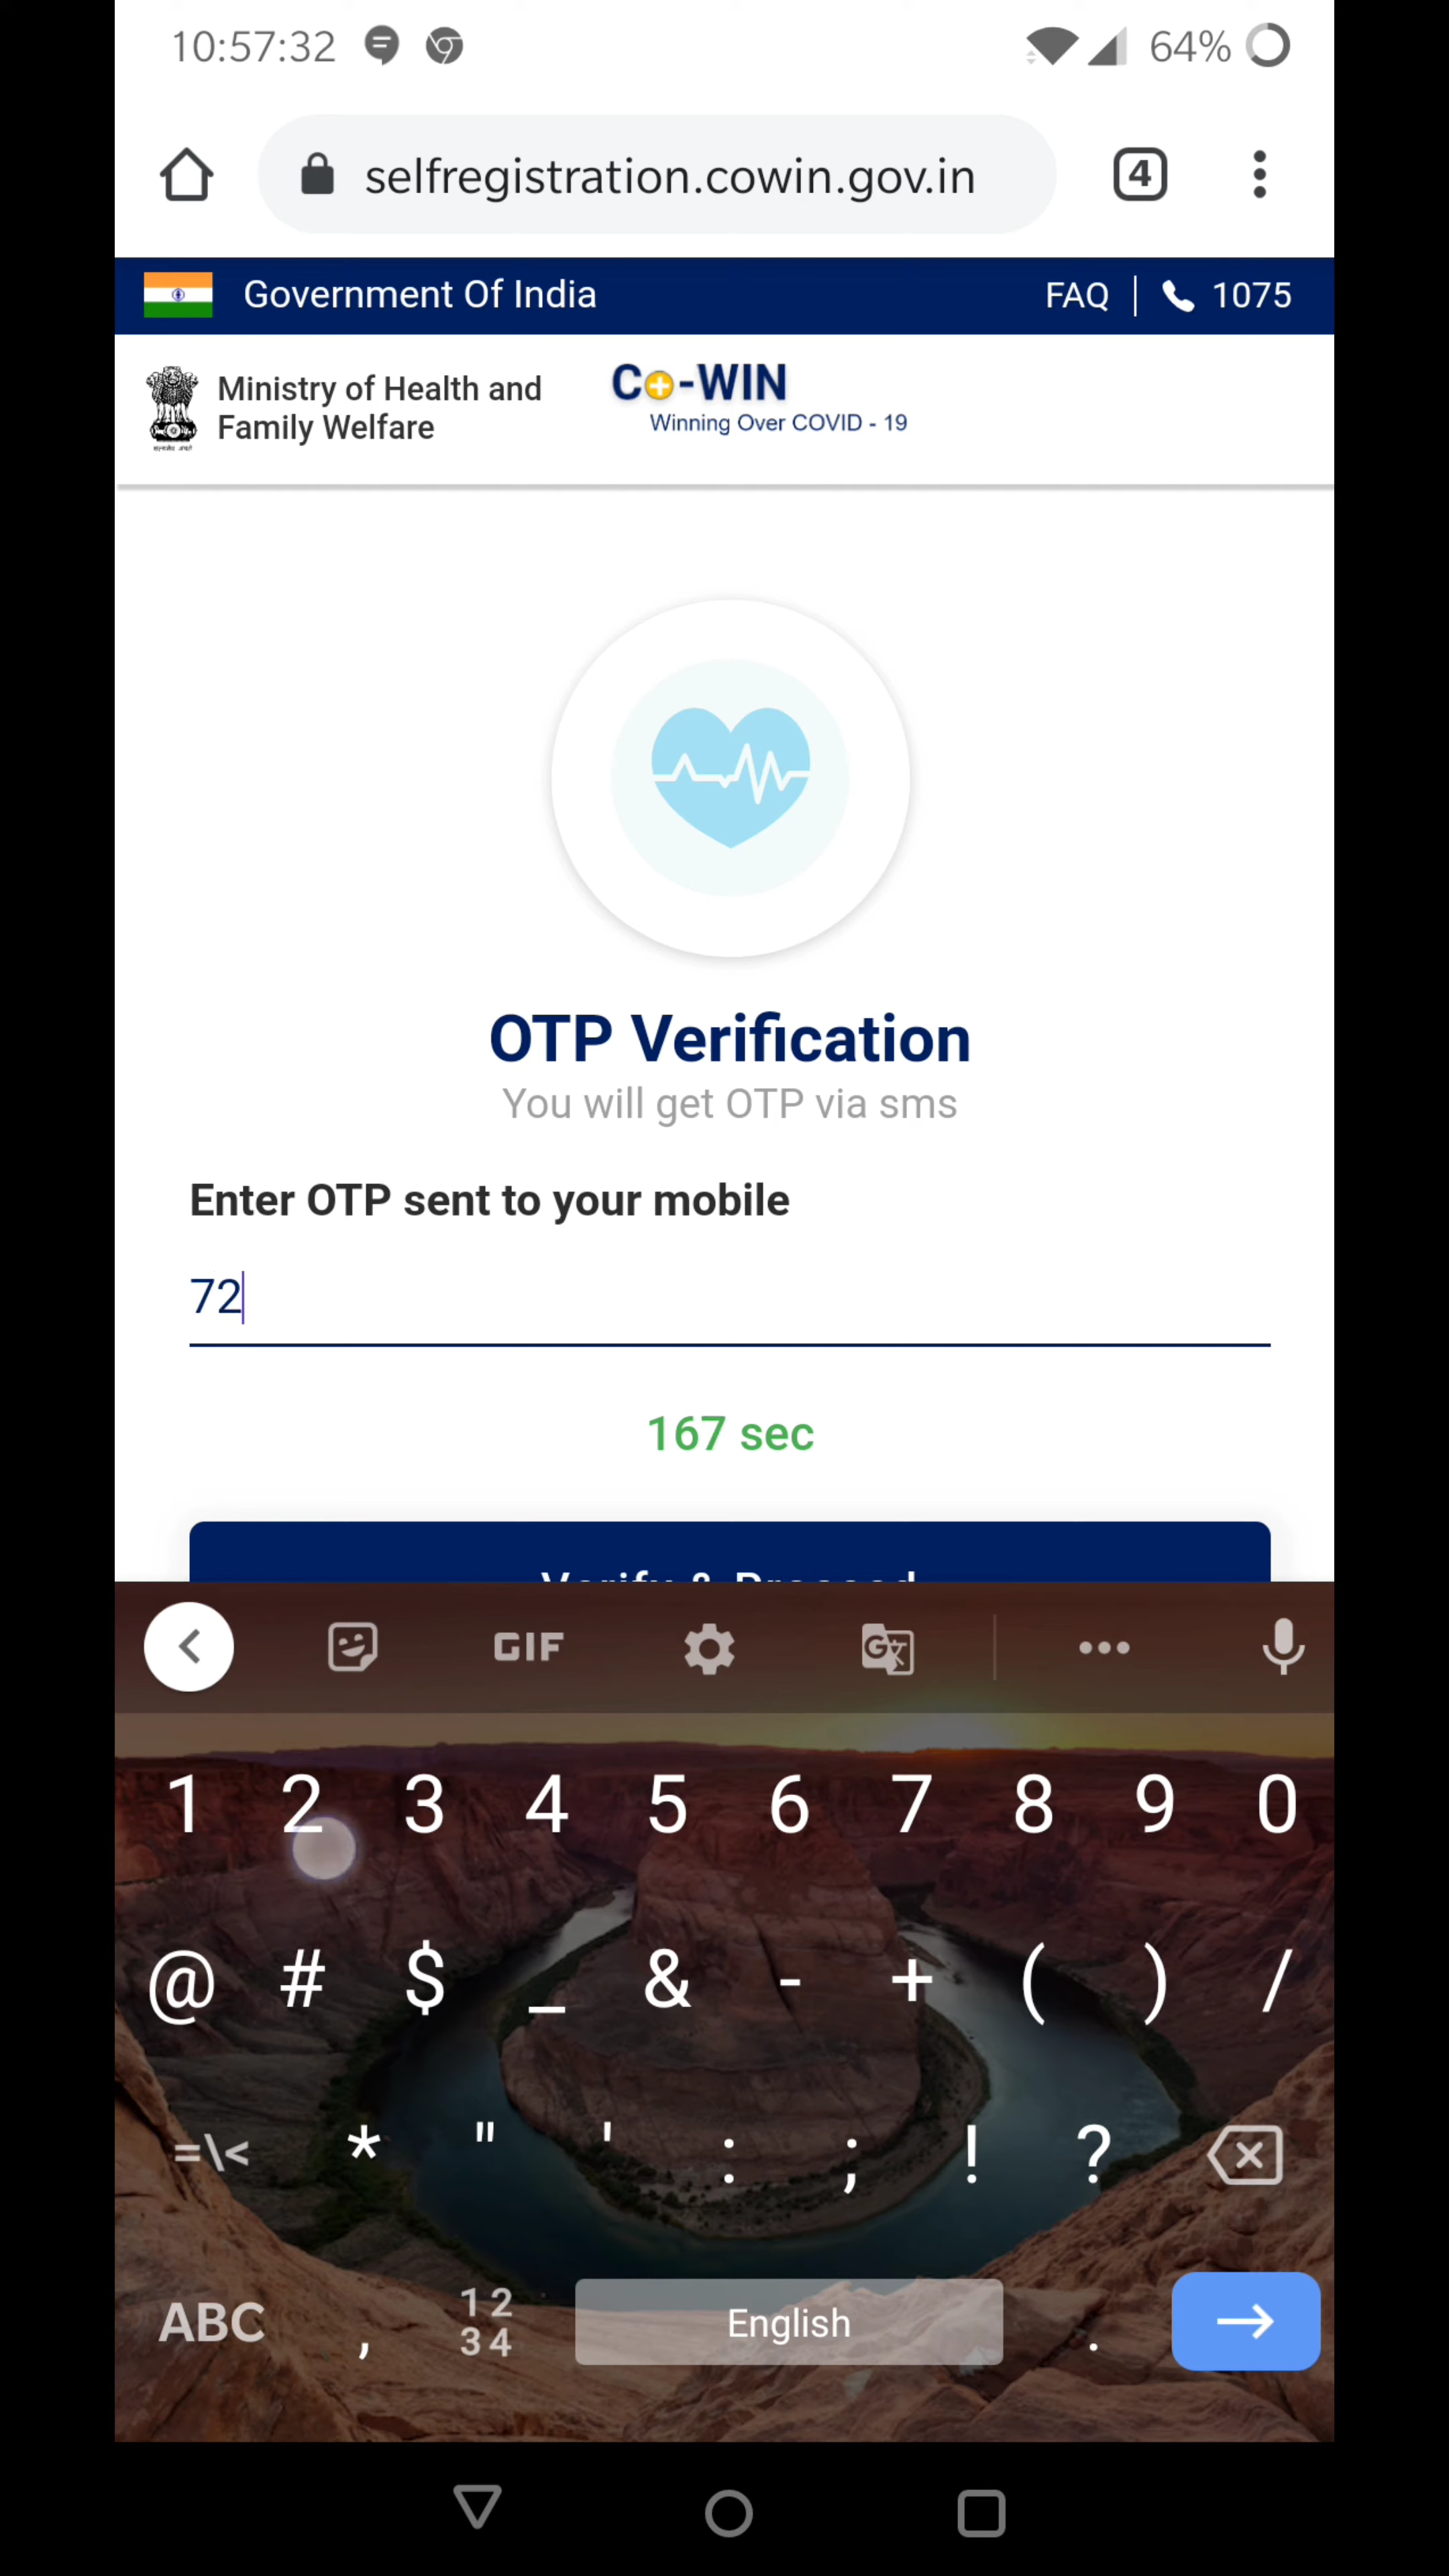 10:57:32 64%
selfregistration.cowin.gov.in 4
Government Of India FAQ | 1075
Ministry of Health and
Family Welfare
Co-WIN
Winning Over COVID - 19
OTP Verification
You will get OTP via sms
Enter OTP sent to your mobile
72
167 sec
Verify & Proceed
GIF
1 2 3 4 5 6 7 8 9 0
@ # $ _ & - + ( ) /
=\< * " ' : ; ! ?
ABC , 12 English .
34